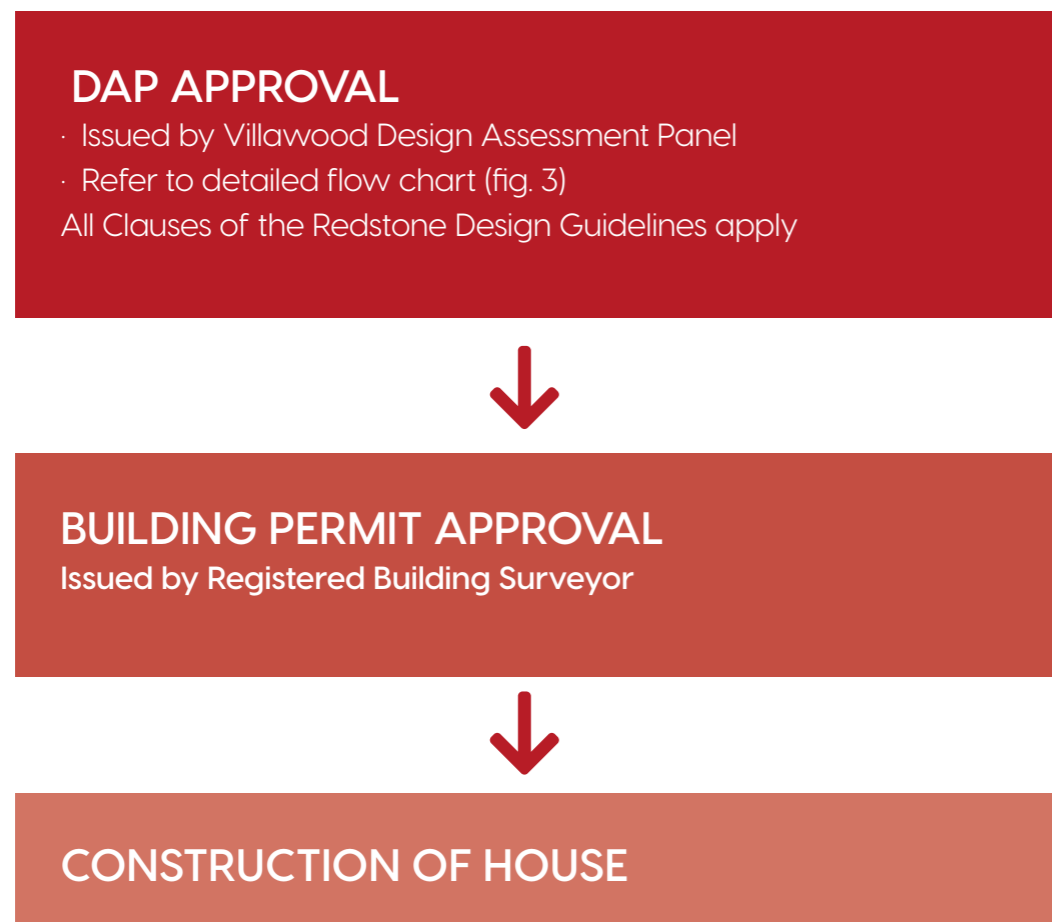 DAP APPROVAL
· Issued by Villawood Design Assessment Panel
· Refer to detailed flow chart (fig. 3)
All Clauses of the Redstone Design Guidelines apply
BUILDING PERMIT APPROVAL
Issued by Registered Building Surveyor
CONSTRUCTION OF HOUSE